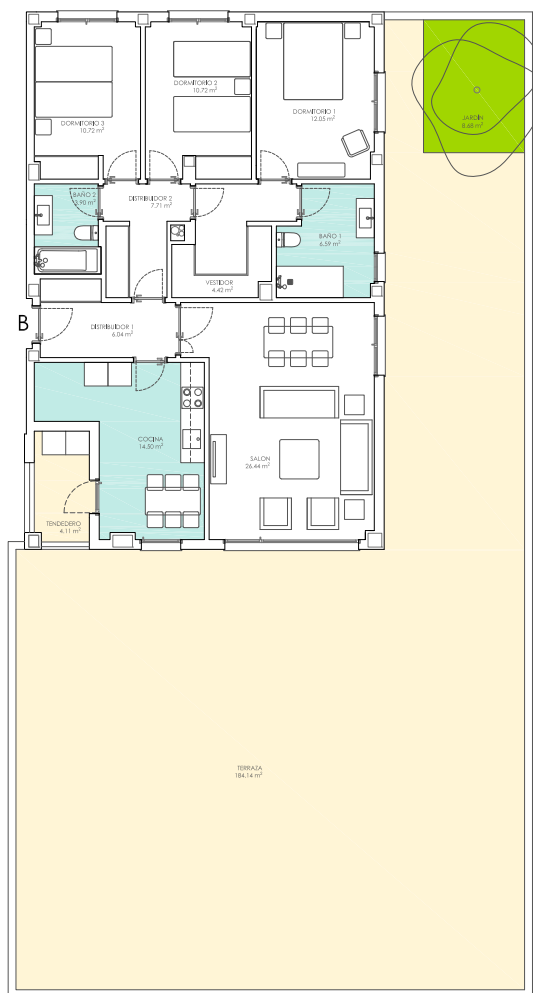 DORMITORIO 3
10.72 m²
DORMITORIO 2
10.72 m²
DORMITORIO 1
12.05 m²
JARDÍN
8.68 m²
BAÑO 2
3.90 m²
DISTRIBUIDOR 2
7.71 m²
BAÑO 1
6.59 m²
VESTIDOR
4.42 m²
B
DISTRIBUIDOR 1
6.04 m²
COCINA
14.50 m²
SALON
26.44 m²
TENDEDERO
4.11 m²
TERRAZA
184.14 m²